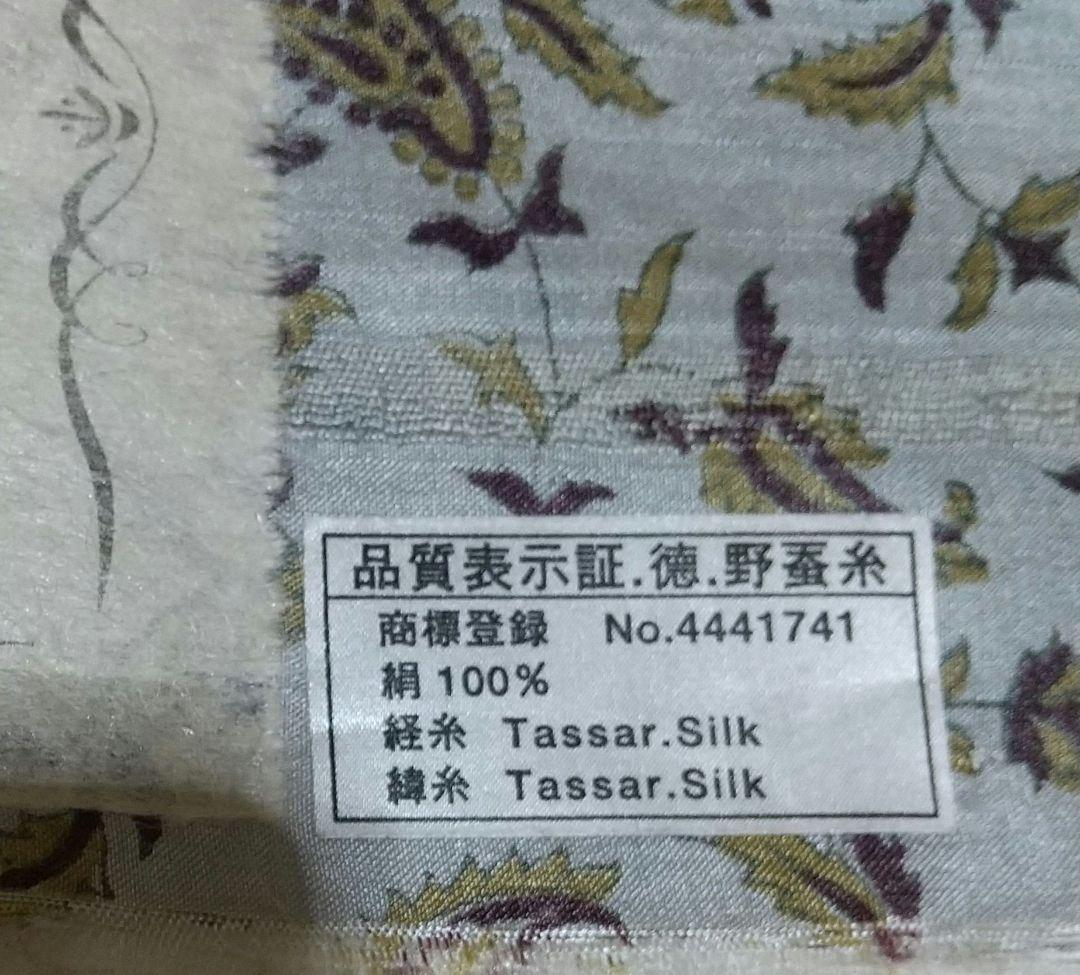 品質表示証.徳.野蚕糸
商標登録 No.4441741
絹 100%
経糸 Tassar.Silk
緯糸 Tassar.Silk